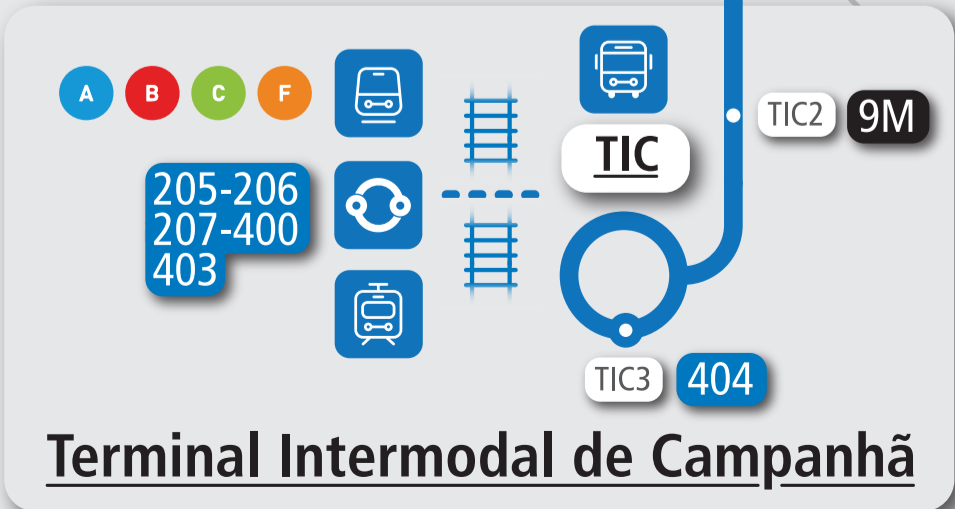 A B C F
205-206
207-400
403
TIC
TIC2 9M
TIC3 404
Terminal Intermodal de Campanhã